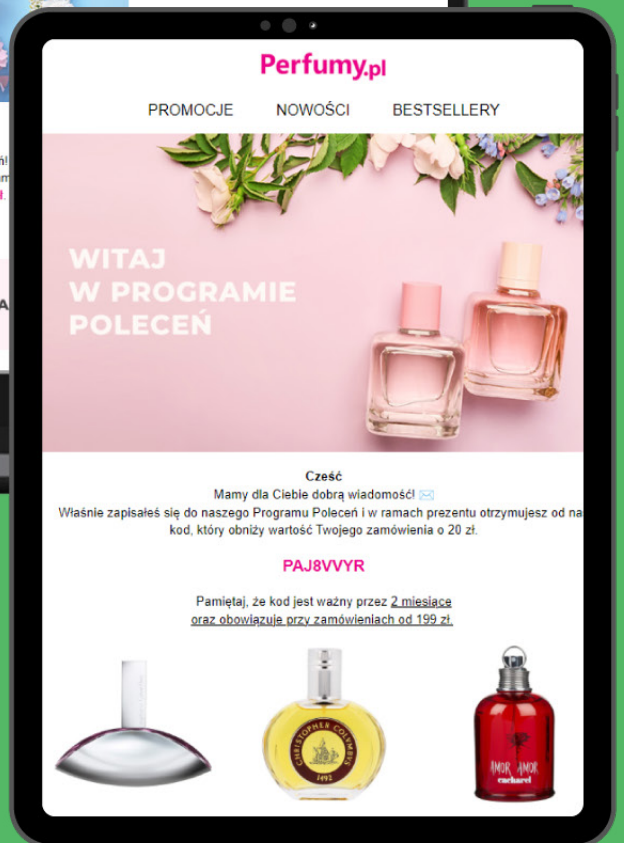 Perfumy.pl
PROMOCJE NOWOŚCI BESTSELLERY
WITAJ
W PROGRAMIE
POLECEŃ
Cześć
Mamy dla Ciebie dobrą wiadomość! ✉️
Właśnie zapisałeś się do naszego Programu Poleceń i w ramach prezentu otrzymujesz od na
kod, który obniży wartość Twojego zamówienia o 20 zł.
PAJ8VVYR
Pamiętaj, że kod jest ważny przez 2 miesiące
oraz obowiązuje przy zamówieniach od 199 zł.
CHRISTOPHER COLUMBUS
1492
AMOR AMOR
cacharel